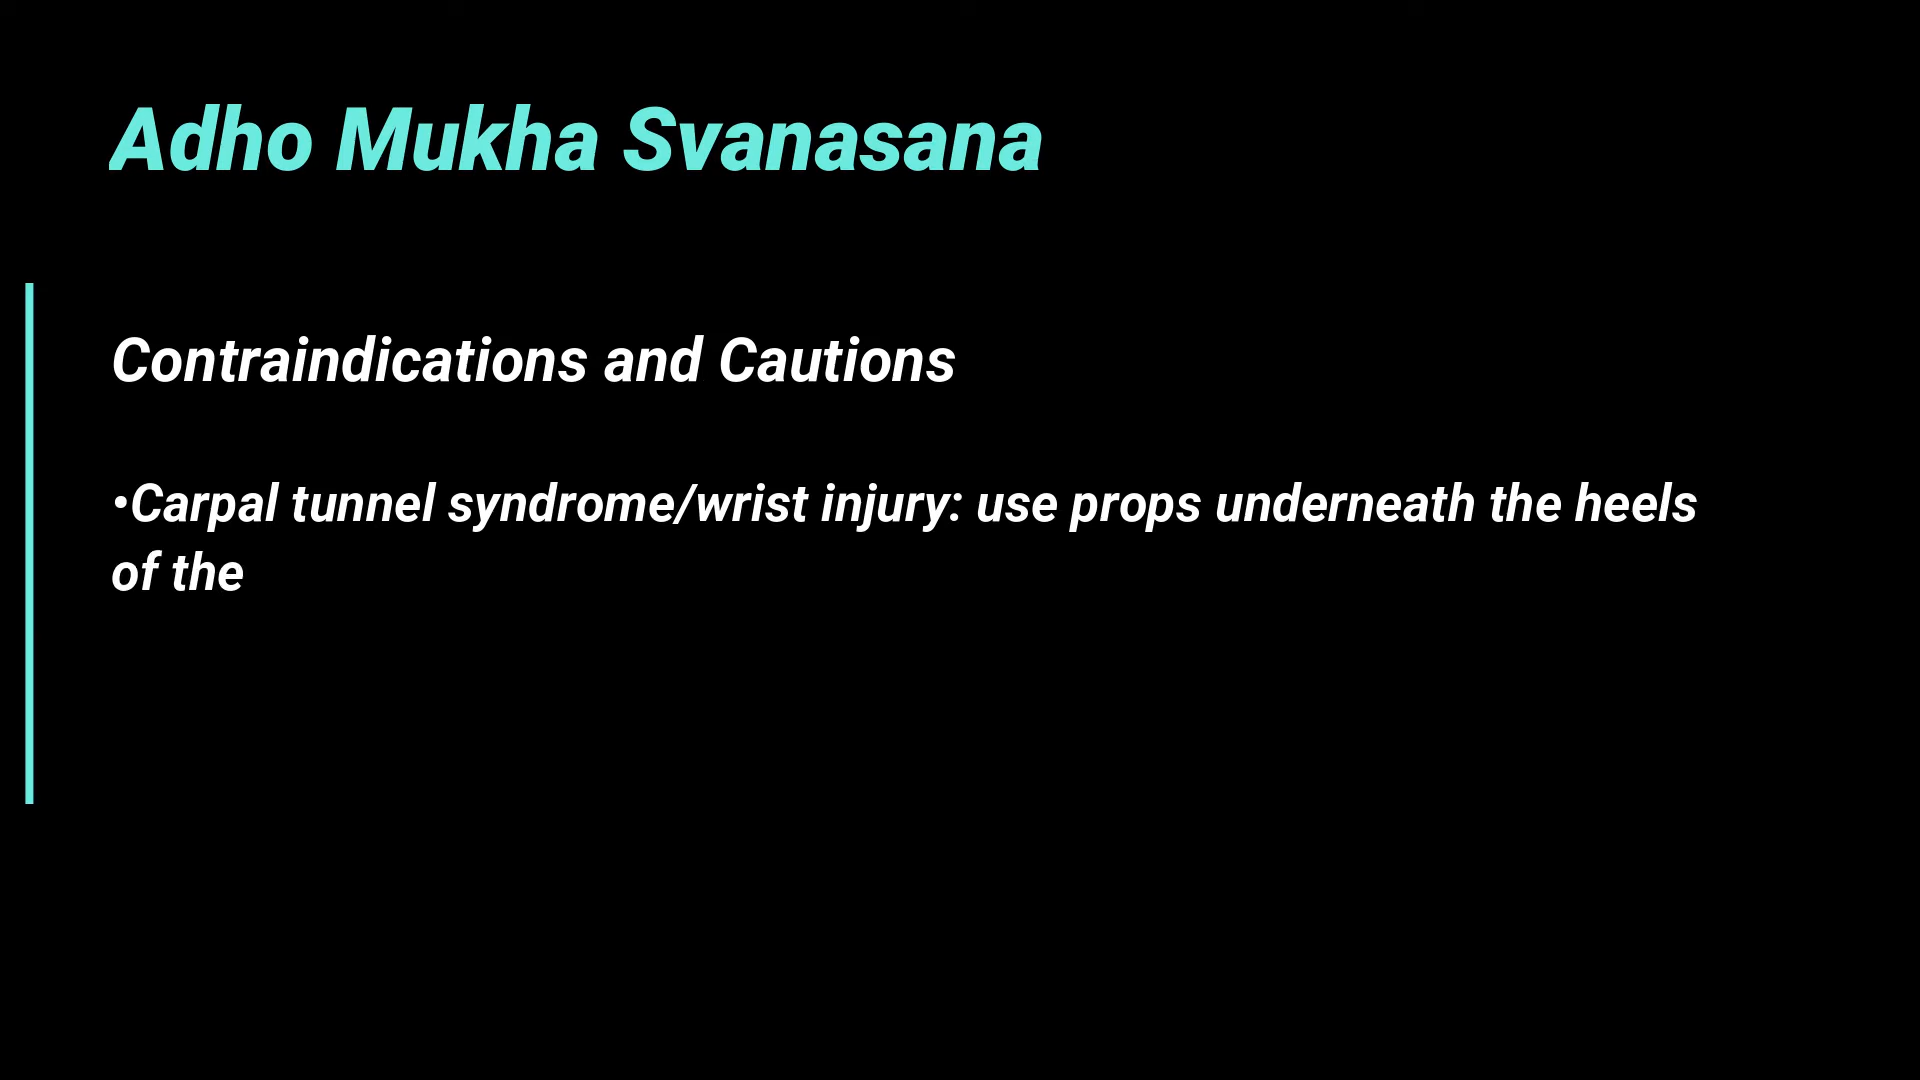 Adho Mukha Svanasana
Contraindications and Cautions
•Carpal tunnel syndrome/wrist injury: use props underneath the heels
of the